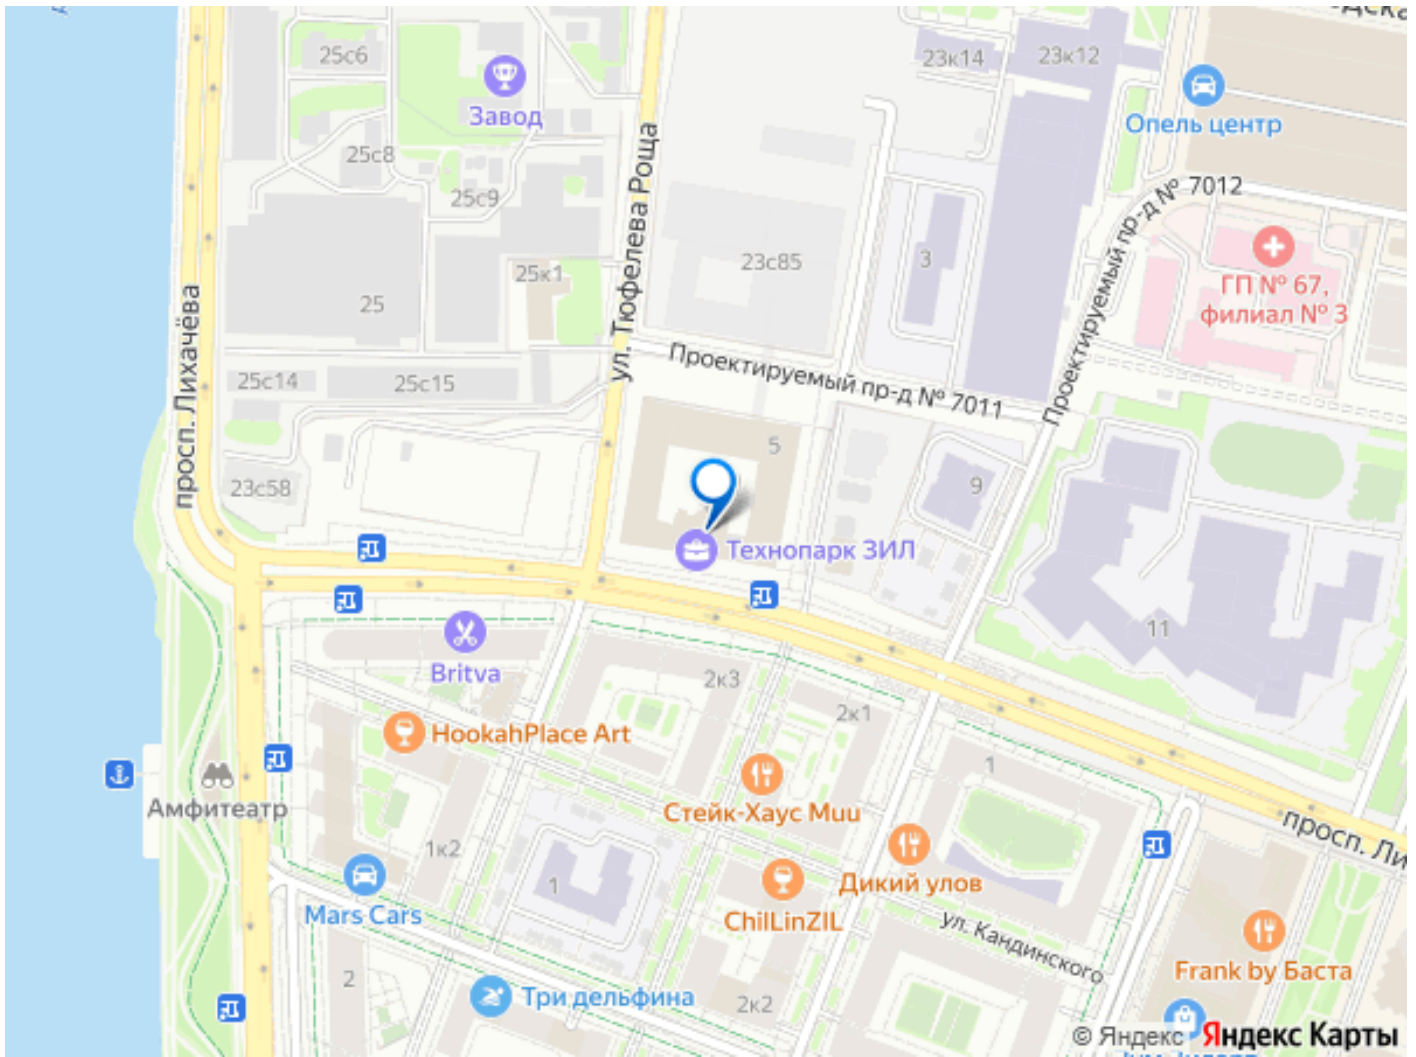 25с6
Завод
23к14
23к12
Опель центр
25с8
25с9
ул. Тюфелева Роща
Проектируемый пр-д № 7012
3
23с85
25к1
25
ГП № 67,
филиал № 3
просп. Лихачёва
25с14
25с15
Проектируемый пр-д № 7011
5
23с58
9
Технопарк ЗИЛ
11
Britva
2к3
2к1
HookahPlace Art
1
Стейк-Хаус Muu
Амфитеатр
просп. Ли
1к2
1
Дикий улов
Mars Cars
ChilLinZIL
ул. Кандинского
Frank by Баста
2
Три дельфина
2к2
© Яндекс Яндекс Карты